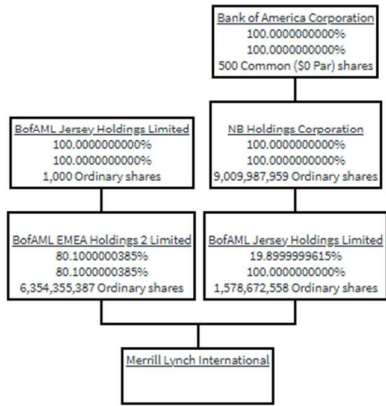 Bank of America Corporation
100.0000000000%
100.0000000000%
500 Common ($0 Par) shares
BofAML Jersey Holdings Limited
100.0000000000%
100.0000000000%
1,000 Ordinary shares
NB Holdings Corporation
100.0000000000%
100.0000000000%
9,009,987,959 Ordinary shares
BofAML EMEA Holdings 2 Limited
80.1000000385%
80.1000000385%
6,354,355,387 Ordinary shares
BofAML Jersey Holdings Limited
19.8999999615%
100.0000000000%
1,578,672,558 Ordinary shares
Merrill Lynch International